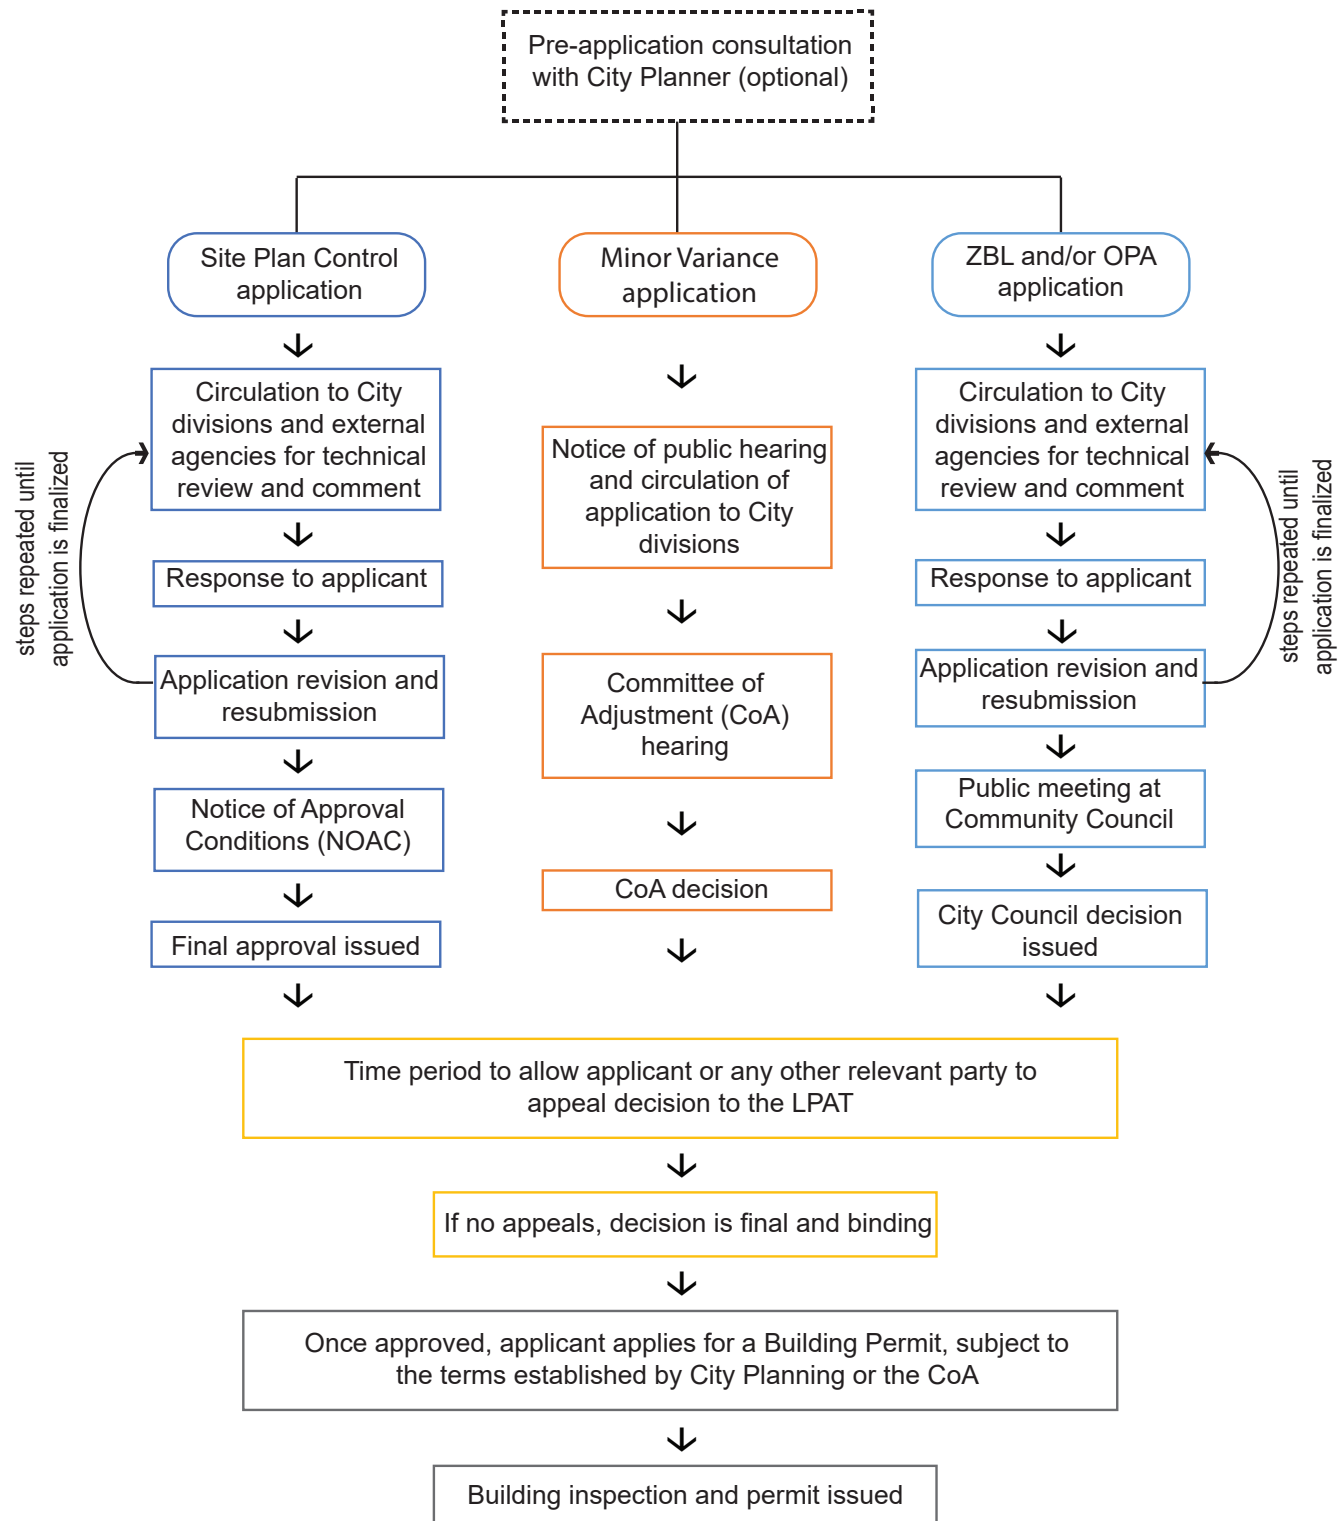 Pre-application consultation
with City Planner (optional)
Site Plan Control
application
Circulation to City
divisions and external
agencies for technical
review and comment
Response to applicant
Application revision and
resubmission
steps repeated until
application is finalized
Notice of Approval
Conditions (NOAC)
Final approval issued
Minor Variance
application
Notice of public hearing
and circulation of
application to City
divisions
Committee of
Adjustment (CoA)
hearing
CoA decision
ZBL and/or OPA
application
Circulation to City
divisions and external
agencies for technical
review and comment
Response to applicant
Application revision and
resubmission
steps repeated until
application is finalized
Public meeting at
Community Council
City Council decision
issued
Time period to allow applicant or any other relevant party to
appeal decision to the LPAT
If no appeals, decision is final and binding
Once approved, applicant applies for a Building Permit, subject to
the terms established by City Planning or the CoA
Building inspection and permit issued